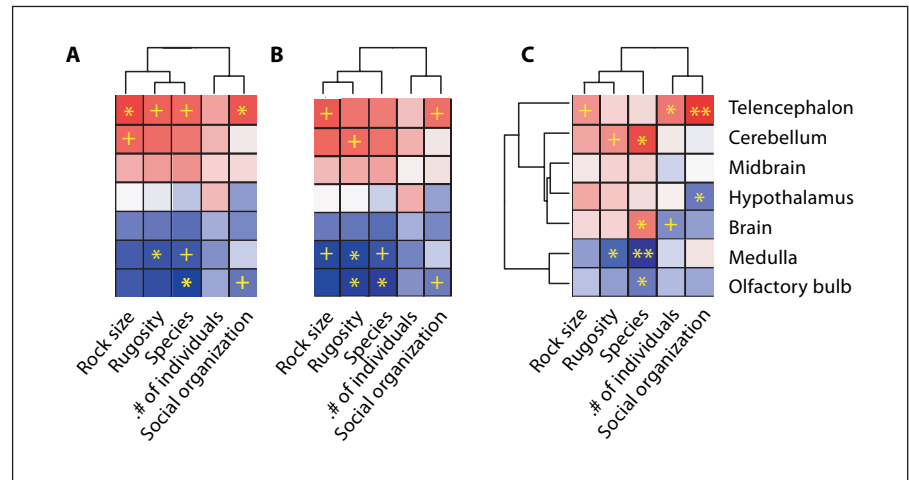 A
B
C
* + + *
+
* +
* +
+ +
+
+ * +
* * +
+ * **
+ *
*
* +
* **
*
Telencephalon
Cerebellum
Midbrain
Hypothalamus
Brain
Medulla
Olfactory bulb
Rock size
Rugosity
Species
.# of individuals
Social organization
Rock size
Rugosity
Species
.# of individuals
Social organization
Rock size
Rugosity
Species
.# of individuals
Social organization